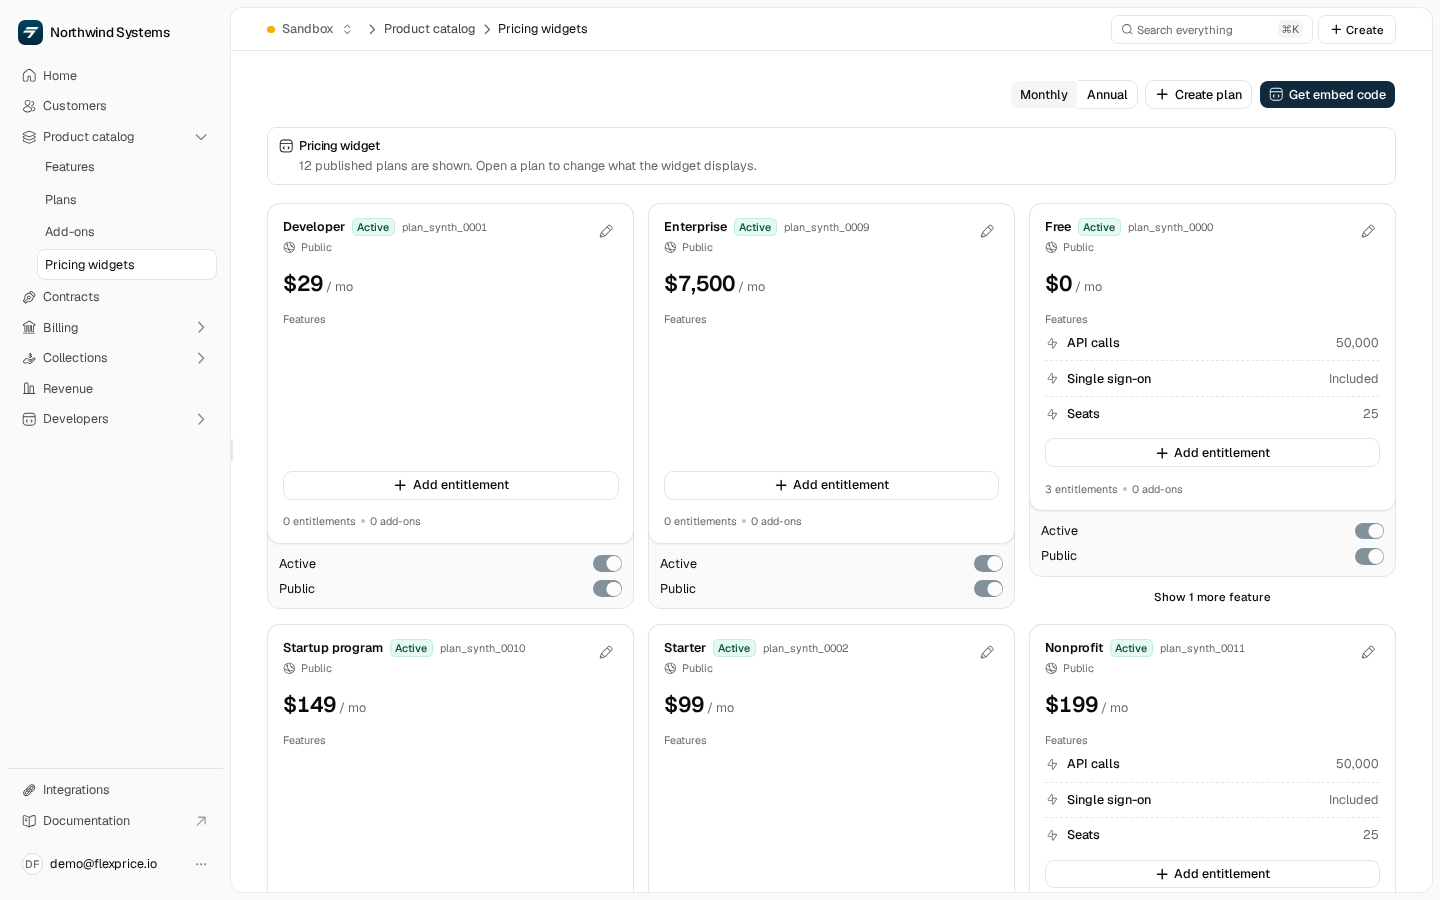 Northwind Systems
Home
Customers
Product catalog
Features
Plans
Add-ons
Pricing widgets
Contracts
Billing
Collections
Revenue
Developers
Integrations
Documentation
DF demo@flexprice.io
Sandbox Product catalog Pricing widgets
Search everything ⌘K
Create
Monthly Annual Create plan Get embed code
Pricing widget
12 published plans are shown. Open a plan to change what the widget displays.
Developer Active plan_synth_0001
Public
$29 / mo
Features
Add entitlement
0 entitlements • 0 add-ons
Active
Public
Enterprise Active plan_synth_0009
Public
$7,500 / mo
Features
Add entitlement
0 entitlements • 0 add-ons
Active
Public
Free Active plan_synth_0000
Public
$0 / mo
Features
API calls 50,000
Single sign-on Included
Seats 25
Add entitlement
3 entitlements • 0 add-ons
Active
Public
Show 1 more feature
Startup program Active plan_synth_0010
Public
$149 / mo
Features
Starter Active plan_synth_0002
Public
$99 / mo
Features
Nonprofit Active plan_synth_0011
Public
$199 / mo
Features
API calls 50,000
Single sign-on Included
Seats 25
Add entitlement